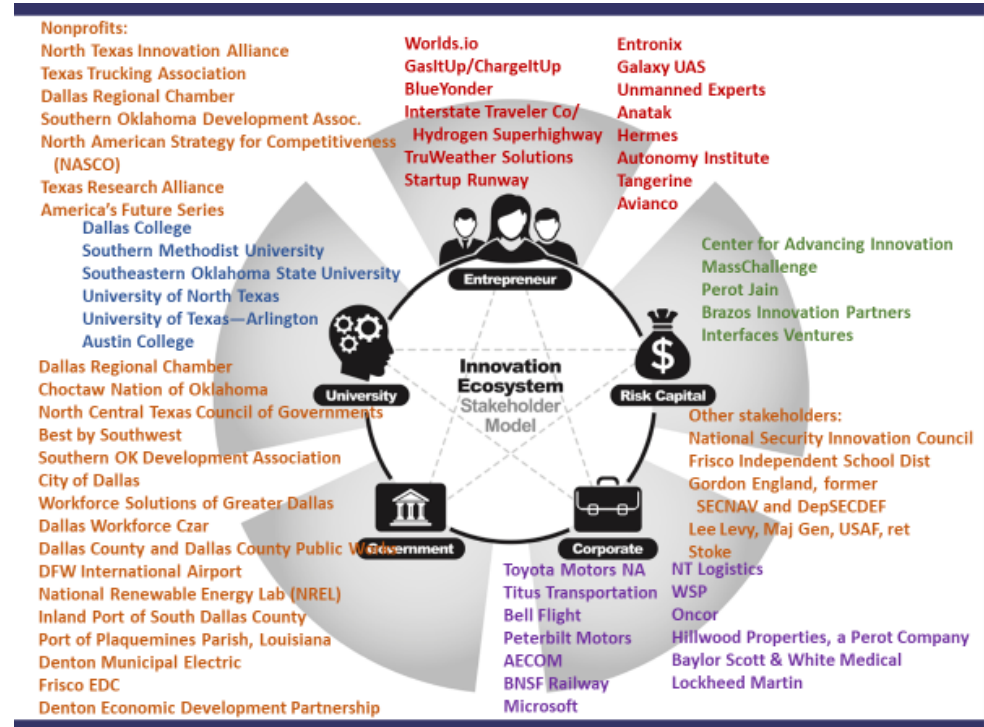 Nonprofits:
North Texas Innovation Alliance
Texas Trucking Association
Dallas Regional Chamber
Southern Oklahoma Development Assoc.
North American Strategy for Competitiveness
(NASCO)
Texas Research Alliance
America's Future Series
Dallas College
Southern Methodist University
Southeastern Oklahoma State University
University of North Texas
University of Texas—Arlington
Austin College
Worlds.io
GasItUp/ChargeItUp
BlueYonder
Interstate Traveler Co/
Hydrogen Superhighway
TruWeather Solutions
Startup Runway
Entronix
Galaxy UAS
Unmanned Experts
Anatak
Hermes
Autonomy Institute
Tangerine
Avianco
Entrepreneur
Center for Advancing Innovation
MassChallenge
Perot Jain
Brazos Innovation Partners
Interfaces Ventures
University
Innovation
Ecosystem
Stakeholder
Model
$
Risk Capital
Dallas Regional Chamber
Choctaw Nation of Oklahoma
North Central Texas Council of Governments
Best by Southwest
Southern OK Development Association
City of Dallas
Workforce Solutions of Greater Dallas
Dallas Workforce Czar
Dallas County and Dallas County Public Works
DFW International Airport
National Renewable Energy Lab (NREL)
Inland Port of South Dallas County
Port of Plaquemines Parish, Louisiana
Denton Municipal Electric
Frisco EDC
Denton Economic Development Partnership
Government
Corporate
Other stakeholders:
National Security Innovation Council
Frisco Independent School Dist
Gordon England, former
SECNAV and DepSECDEF
Lee Levy, Maj Gen, USAF, ret
Stoke
Toyota Motors NA
Titus Transportation
Bell Flight
Peterbilt Motors
AECOM
BNSF Railway
Microsoft
NT Logistics
WSP
Oncor
Hillwood Properties, a Perot Company
Baylor Scott & White Medical
Lockheed Martin